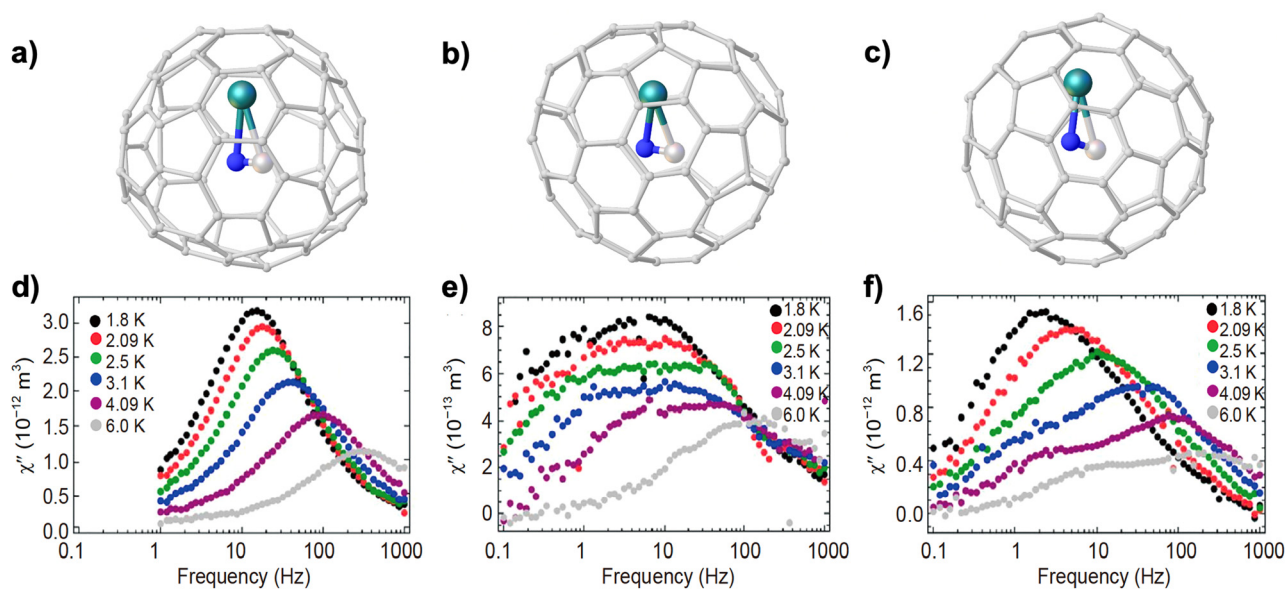 a)
b)
c)
d)
3.0
2.5
2.0
1.5
1.0
0.5
0.0
χ″ (10⁻¹² m³)
1.8 K
2.09 K
2.5 K
3.1 K
4.09 K
6.0 K
0.1
1
10
100
1000
Frequency (Hz)
e)
8
6
4
2
0
χ″ (10⁻¹³ m³)
1.8 K
2.09 K
2.5 K
3.1 K
4.09 K
6.0 K
0.1
1
10
100
1000
Frequency (Hz)
f)
1.6
1.2
0.8
0.4
0.0
χ″ (10⁻¹² m³)
1.8 K
2.09 K
2.5 K
3.1 K
4.09 K
6.0 K
0.1
1
10
100
1000
Frequency (Hz)